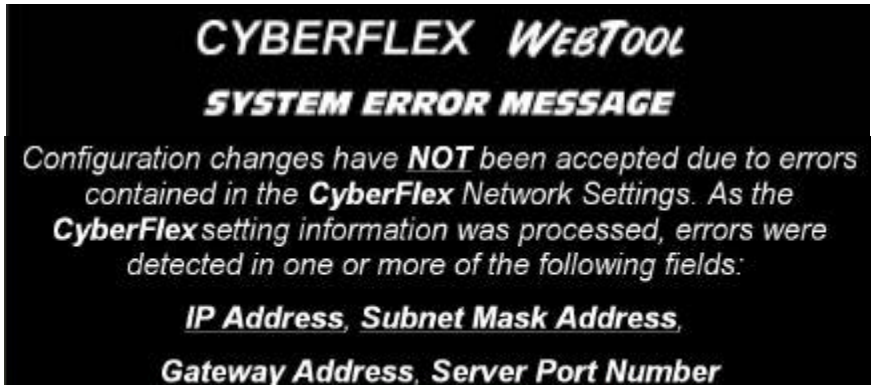 CYBERFLEX WEBTOOL
SYSTEM ERROR MESSAGE
Configuration changes have NOT been accepted due to errors
contained in the CyberFlex Network Settings. As the
CyberFlex setting information was processed, errors were
detected in one or more of the following fields:
IP Address, Subnet Mask Address,
Gateway Address, Server Port Number